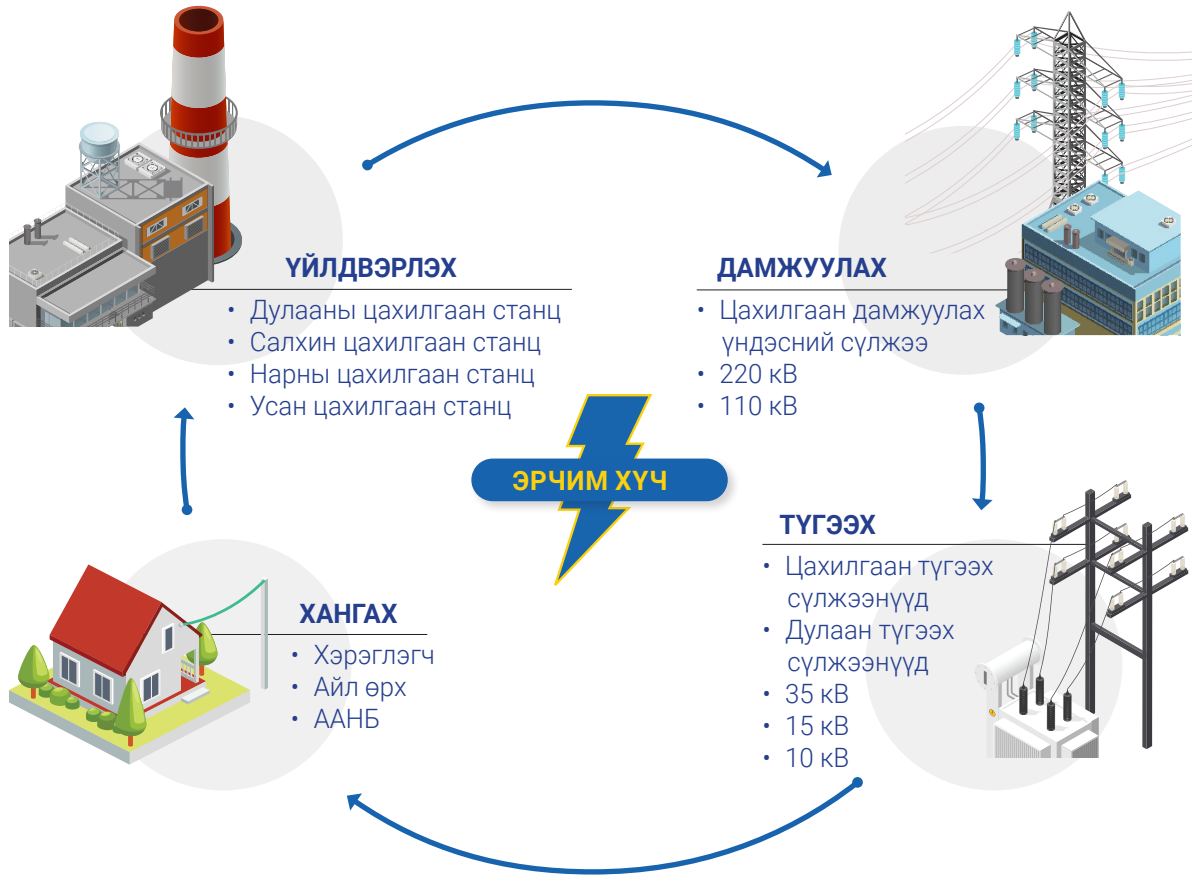 ҮЙЛДВЭРЛЭХ
• Дулааны цахилгаан станц
• Салхин цахилгаан станц
• Нарны цахилгаан станц
• Усан цахилгаан станц
ДАМЖУУЛАХ
• Цахилгаан дамжуулах
үндэсний сүлжээ
• 220 кВ
• 110 кВ
ЭРЧИМ ХҮЧ
ТҮГЭЭХ
• Цахилгаан түгээх
сүлжээнүүд
• Дулаан түгээх
сүлжээнүүд
• 35 кВ
• 15 кВ
• 10 кВ
ХАНГАХ
• Хэрэглэгч
• Айл өрх
• ААНБ